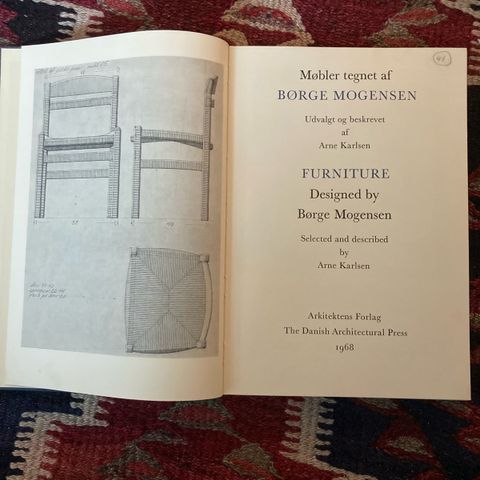 Møbler tegnet af
BØRGE MOGENSEN
Udvalgt og beskrevet
af
Arne Karlsen
FURNITURE
Designed by
Børge Mogensen
Selected and described
by
Arne Karlsen
Arkitektens Forlag
The Danish Architectural Press
1968